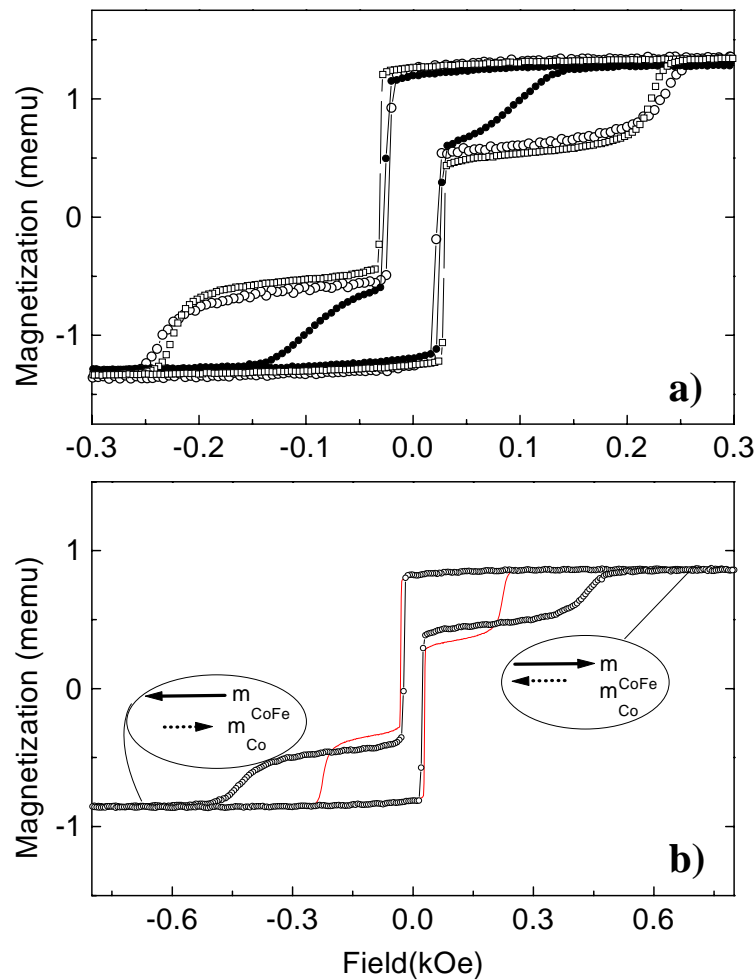 1
0
-1
Magnetization (memu)
a)
-0.3
-0.2
-0.1
0.0
0.1
0.2
0.3
1
0
-1
Magnetization (memu)
m
CoFe
m
Co
m
CoFe
m
Co
b)
-0.6
-0.3
0.0
0.3
0.6
Field(kOe)